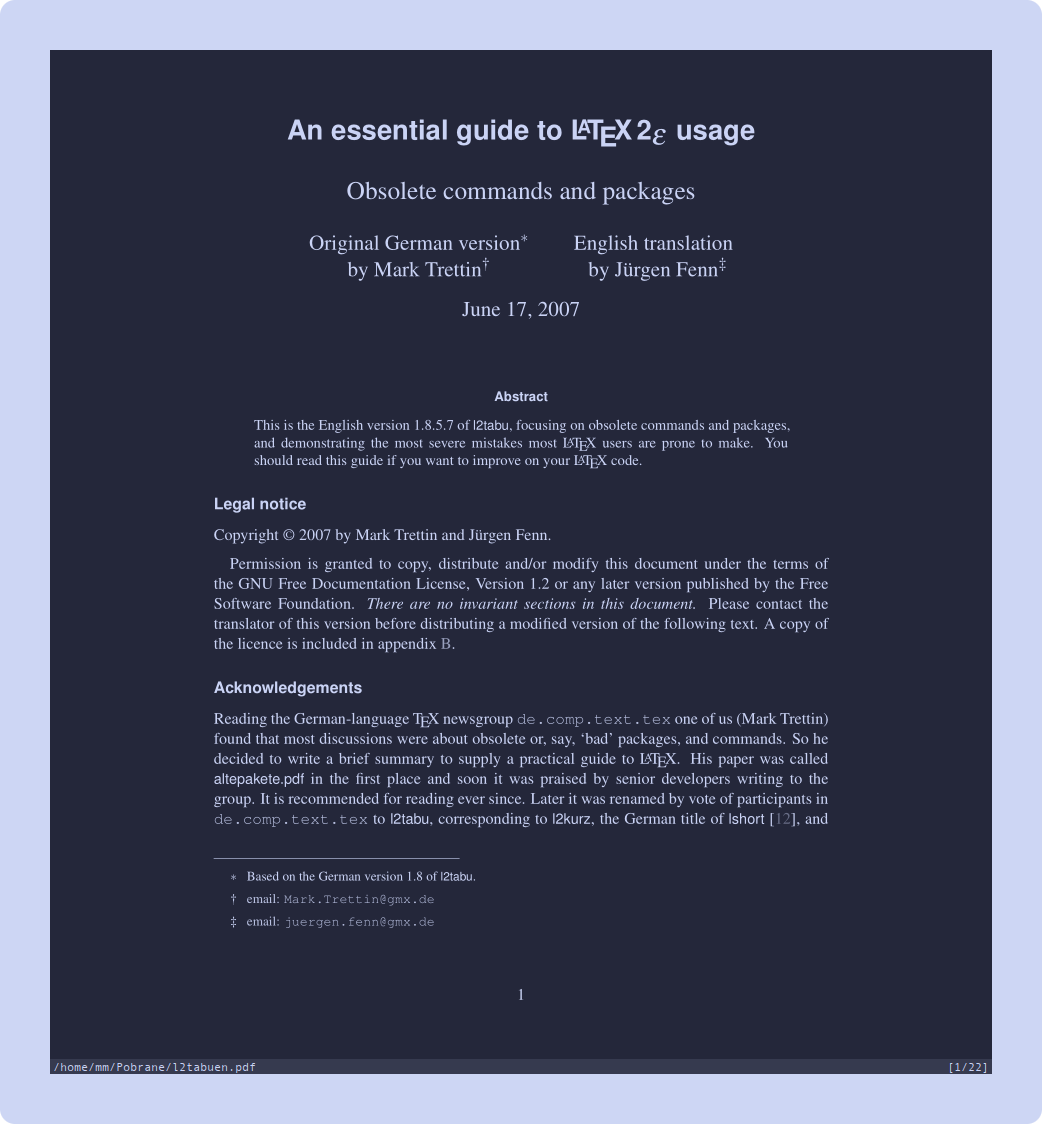 An essential guide to LATEX 2ε usage
Obsolete commands and packages
Original German version* English translation
by Mark Trettin† by Jürgen Fenn‡
June 17, 2007
Abstract
This is the English version 1.8.5.7 of l2tabu, focusing on obsolete commands and packages,
and demonstrating the most severe mistakes most LATEX users are prone to make. You
should read this guide if you want to improve on your LATEX code.
Legal notice
Copyright © 2007 by Mark Trettin and Jürgen Fenn.
Permission is granted to copy, distribute and/or modify this document under the terms of
the GNU Free Documentation License, Version 1.2 or any later version published by the Free
Software Foundation. There are no invariant sections in this document. Please contact the
translator of this version before distributing a modified version of the following text. A copy of
the licence is included in appendix B.
Acknowledgements
Reading the German-language TEX newsgroup de.comp.text.tex one of us (Mark Trettin)
found that most discussions were about obsolete or, say, ‘bad’ packages, and commands. So he
decided to write a brief summary to supply a practical guide to LATEX. His paper was called
altepakete.pdf in the first place and soon it was praised by senior developers writing to the
group. It is recommended for reading ever since. Later it was renamed by vote of participants in
de.comp.text.tex to l2tabu, corresponding to l2kurz, the German title of lshort [12], and
* Based on the German version 1.8 of l2tabu.
† email: Mark.Trettin@gmx.de
‡ email: juergen.fenn@gmx.de
1
/home/mm/Pobrane/l2tabuen.pdf [1/22]